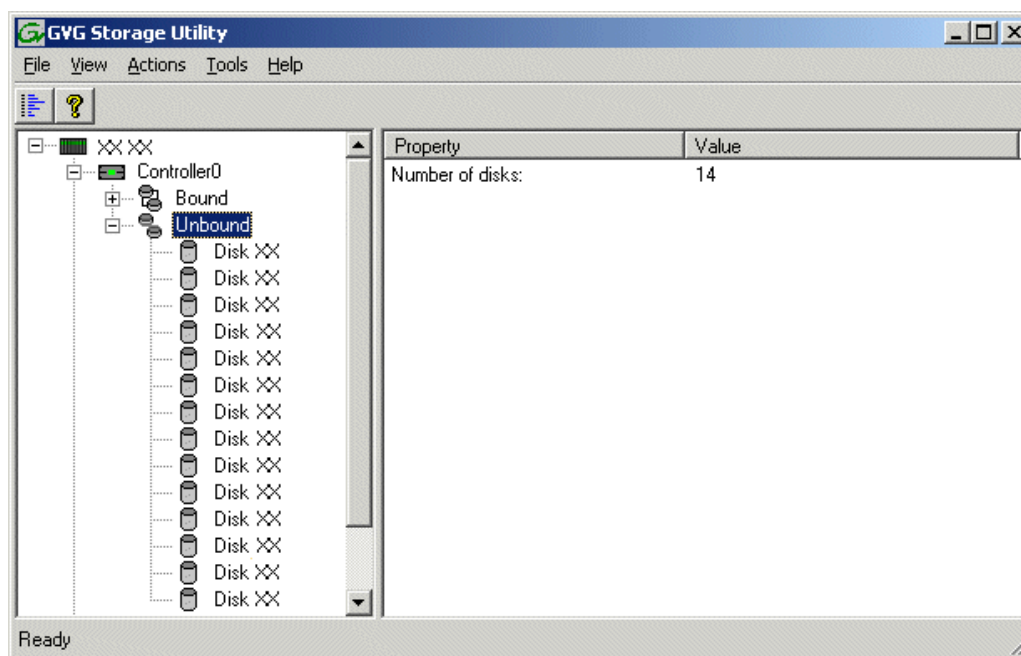 GVG Storage Utility
File View Actions Tools Help
XX XX
Controller0
Bound
Unbound
Disk XX
Disk XX
Disk XX
Disk XX
Disk XX
Disk XX
Disk XX
Disk XX
Disk XX
Disk XX
Disk XX
Disk XX
Disk XX
Disk XX
Property Value
Number of disks: 14
Ready